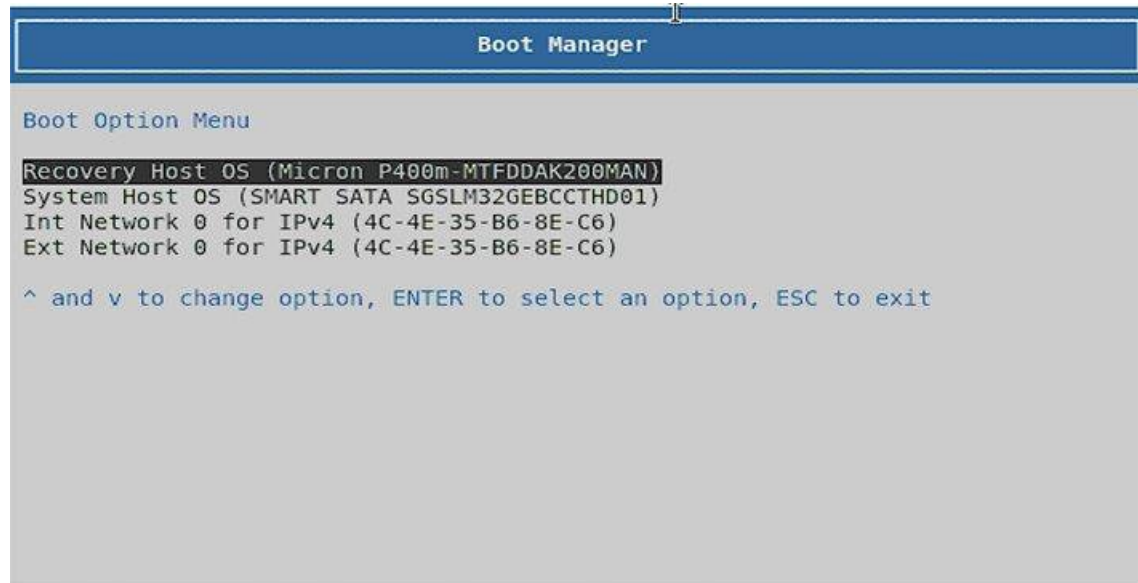 Boot Manager
Boot Option Menu
Recovery Host OS (Micron P400m-MTFDDAK200MAN)
System Host OS (SMART SATA SGSLM32GEBCCTHD01)
Int Network 0 for IPv4 (4C-4E-35-B6-8E-C6)
Ext Network 0 for IPv4 (4C-4E-35-B6-8E-C6)
^ and v to change option, ENTER to select an option, ESC to exit